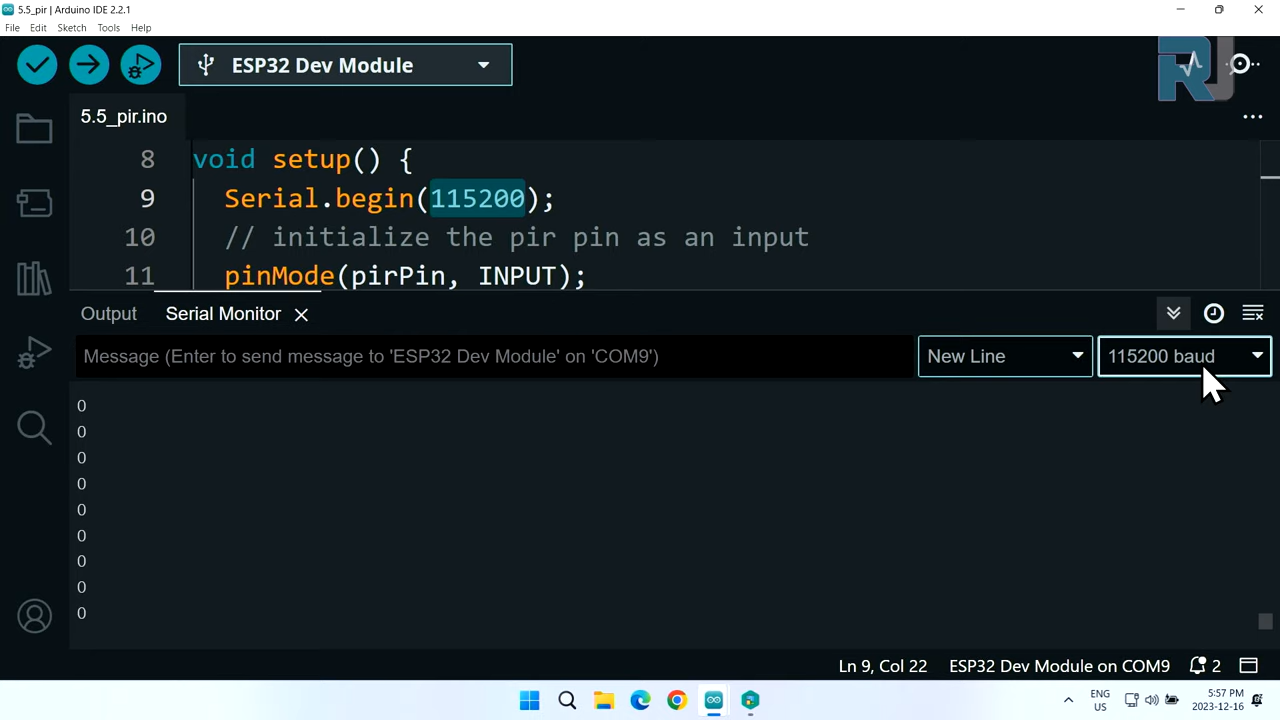 5.5_pir | Arduino IDE 2.2.1
File Edit Sketch Tools Help
ESP32 Dev Module
5.5_pir.ino
8 void setup() {
9 Serial.begin(115200);
10 // initialize the pir pin as an input
11 pinMode(pirPin, INPUT);
Output Serial Monitor
Message (Enter to send message to 'ESP32 Dev Module' on 'COM9')
New Line
115200 baud
0
0
0
0
0
0
0
0
0
Ln 9, Col 22 ESP32 Dev Module on COM9 2
ENG
US
5:57 PM
2023-12-16